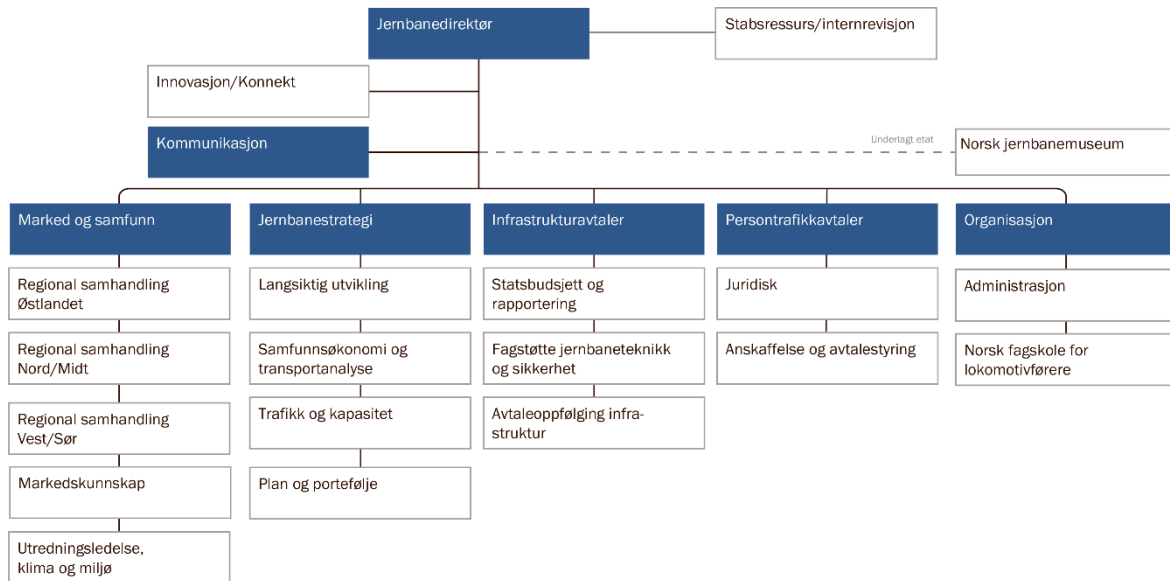 Jernbanedirektør
Stabsressurs/internrevisjon
Innovasjon/Konnekt
Kommunikasjon
Underlagt etat
Norsk jernbanemuseum
Marked og samfunn
Jernbanestrategi
Infrastrukturavtaler
Persontrafikkavtaler
Organisasjon
Regional samhandling
Østlandet
Langsiktig utvikling
Statsbudsjett og
rapportering
Juridisk
Administrasjon
Regional samhandling
Nord/Midt
Samfunnsøkonomi og
transportanalyse
Fagstøtte jernbaneteknikk
og sikkerhet
Anskaffelse og avtalestyring
Norsk fagskole for
lokomotivførere
Regional samhandling
Vest/Sør
Trafikk og kapasitet
Avtaleoppfølging infra-
struktur
Markedskunnskap
Plan og portefølje
Utredningsledelse,
klima og miljø